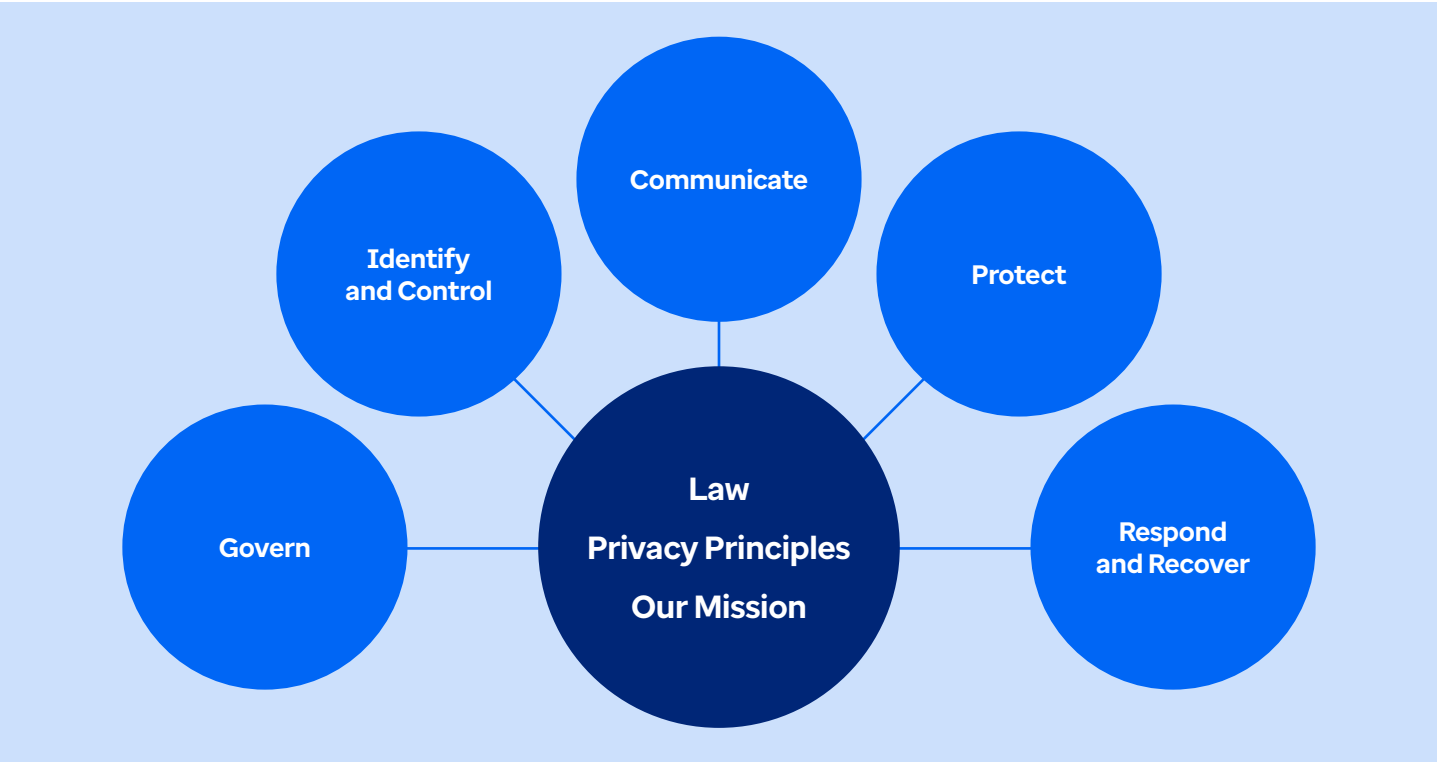 Communicate
Identify
and Control
Protect
Govern
Law
Privacy Principles
Our Mission
Respond
and Recover